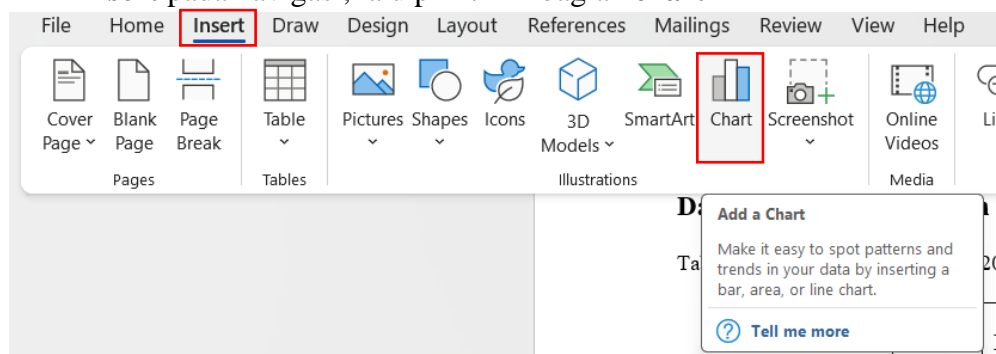 pada
File Home Insert Draw Design Layout References Mailings Review View Help
Cover Page Blank Page Page Break Table Pictures Shapes Icons 3D Models SmartArt Chart Screenshot Online Videos
Pages Tables Illustrations Media
Add a Chart
Make it easy to spot patterns and
trends in your data by inserting a
bar, area, or line chart.
Tell me more